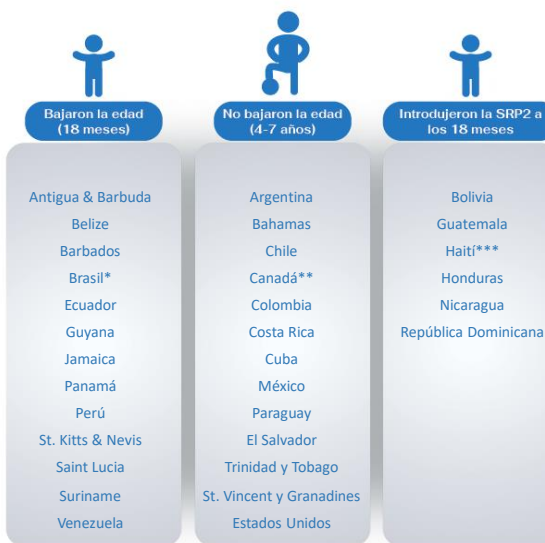 Bajaron la edad
(18 meses)
Antigua & Barbuda
Belize
Barbados
Brasil*
Ecuador
Guyana
Jamaica
Panamá
Perú
St. Kitts & Nevis
Saint Lucia
Suriname
Venezuela
No bajaron la edad
(4-7 años)
Argentina
Bahamas
Chile
Canadá**
Colombia
Costa Rica
Cuba
México
Paraguay
El Salvador
Trinidad y Tobago
St. Vincent y Granadines
Estados Unidos
Introdujeron la SRP2 a
los 18 meses
Bolivia
Guatemala
Haití***
Honduras
Nicaragua
República Dominicana